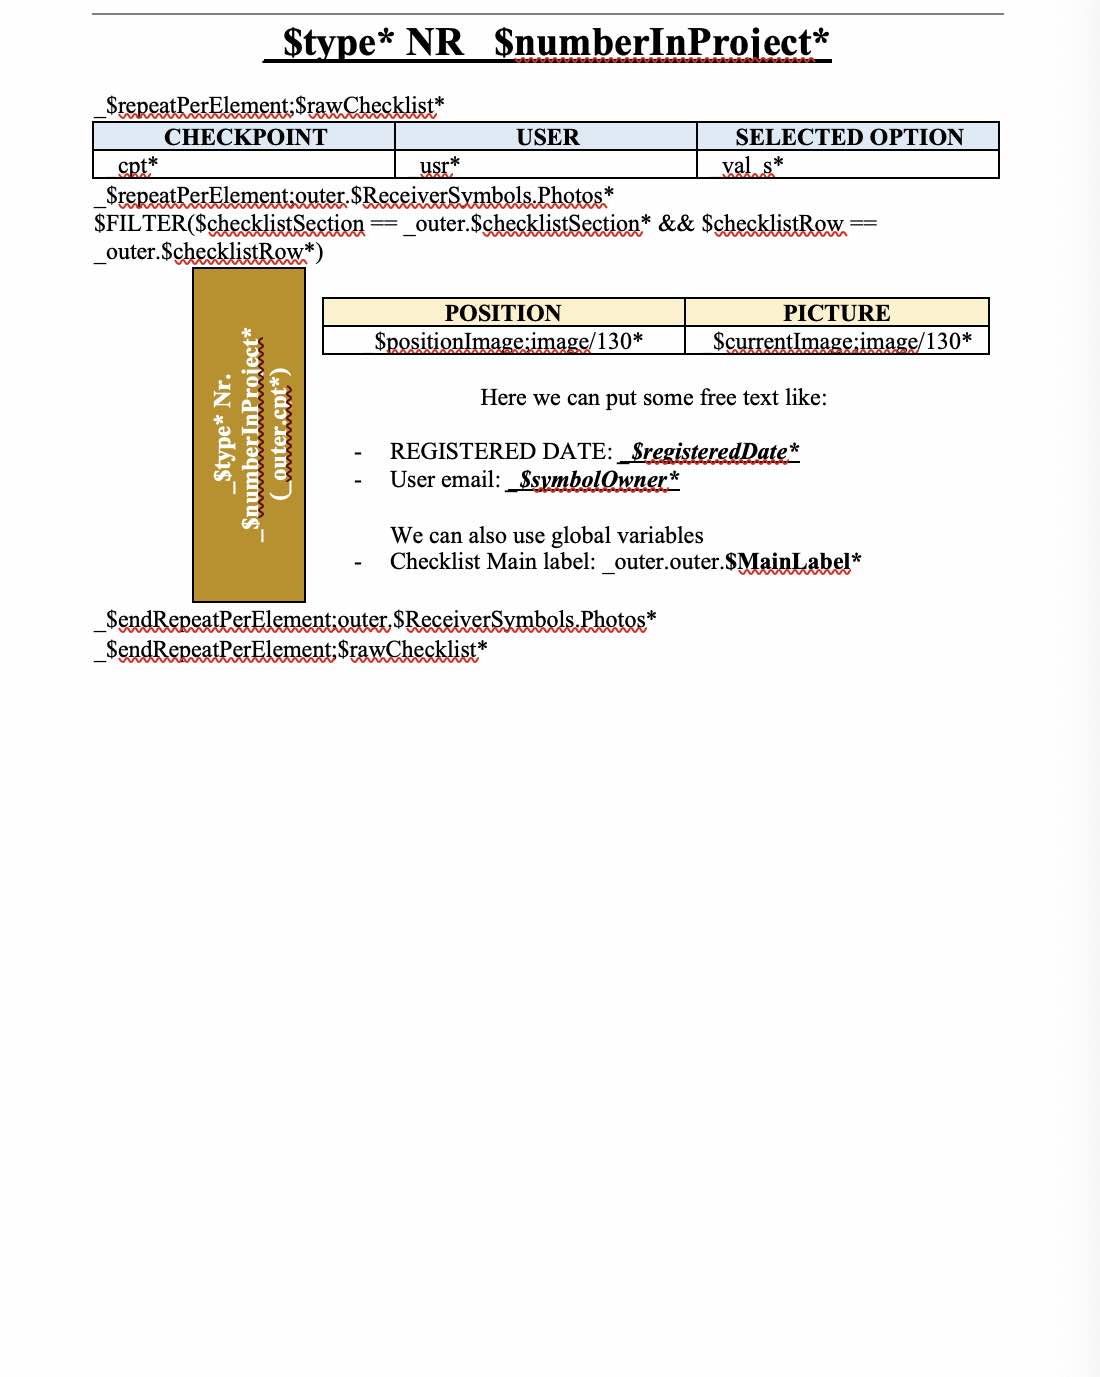 _$type* NR _$numberInProject*
_$repeatPerElement;$rawChecklist*
CHECKPOINT USER SELECTED OPTION
_cpt* _usr* _val_s*
_$repeatPerElement;outer.$ReceiverSymbols.Photos*
$FILTER($checklistSection == _outer.$checklistSection* && $checklistRow ==
_outer.$checklistRow*)
_$type* Nr.
_$numberInProject*
(_outer.cpt*)
POSITION PICTURE
$positionImage;image/130* $currentImage;image/130*
Here we can put some free text like:
- REGISTERED DATE: _$registeredDate*
- User email: _$symbolOwner*
We can also use global variables
- Checklist Main label: _outer.outer.$MainLabel*
_$endRepeatPerElement;outer.$ReceiverSymbols.Photos*
_$endRepeatPerElement;$rawChecklist*